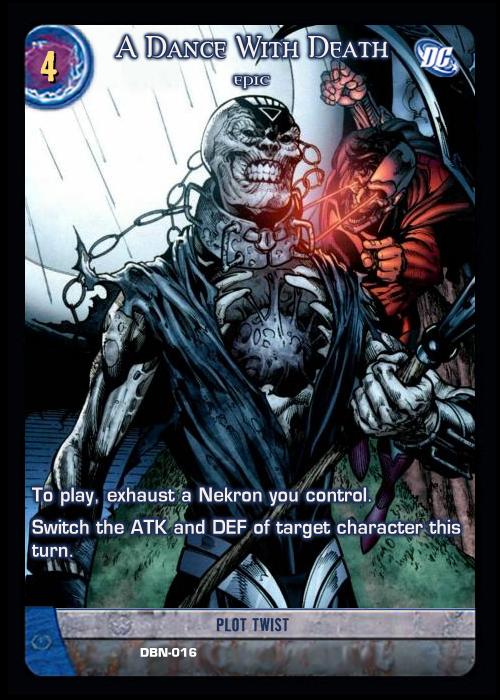 4
A DANCE WITH DEATH
EPIC
DC
To play, exhaust a Nekron you control.
Switch the ATK and DEF of target character this
turn.
PLOT TWIST
DBN-016